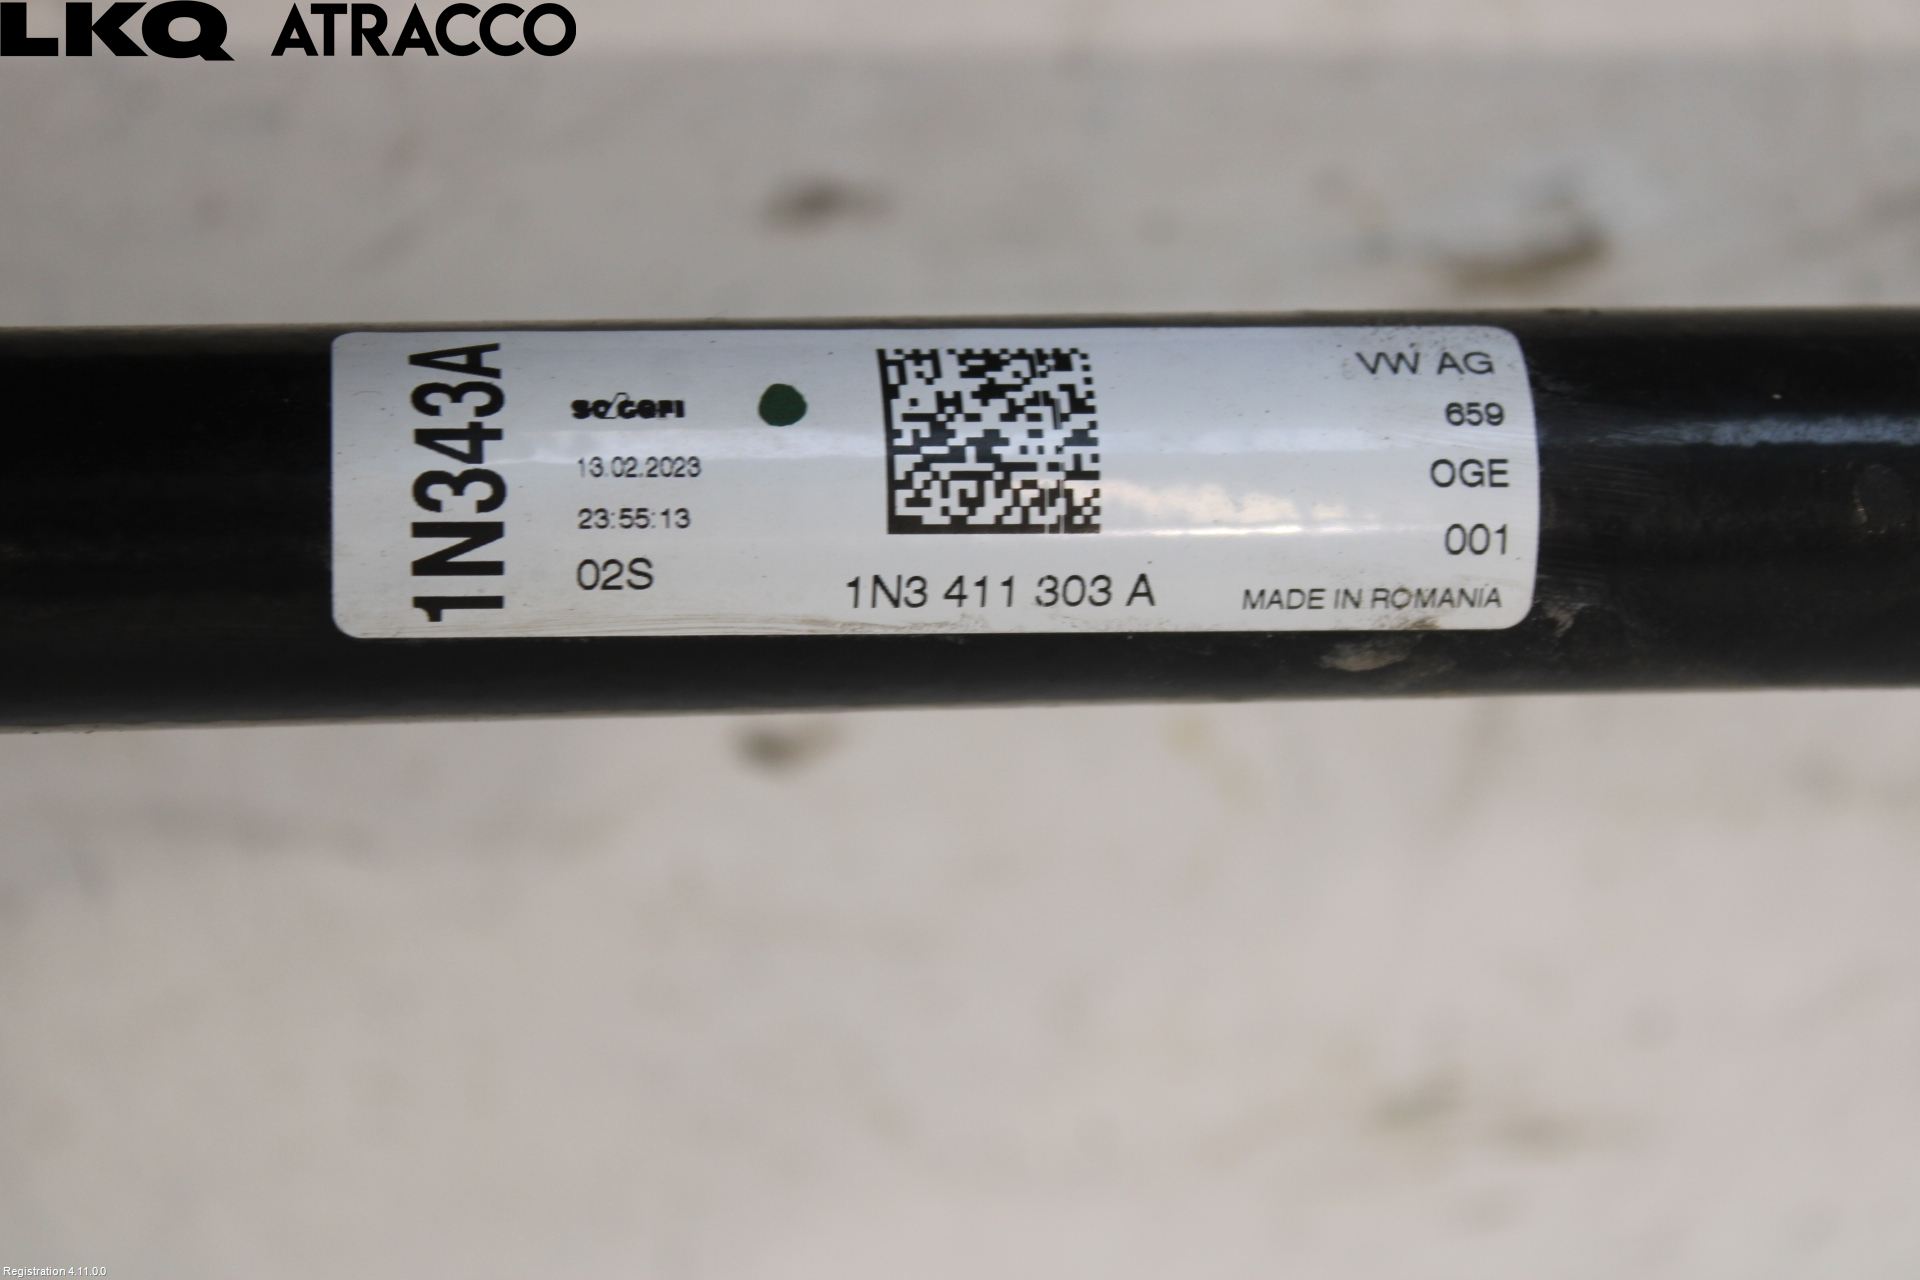 LKQ ATRACCO
1N343A
SOGEFI
13.02.2023
23:55:13
02S
1N3 411 303 A
VW AG
659
OGE
001
MADE IN ROMANIA
Registration 4.11.0.0